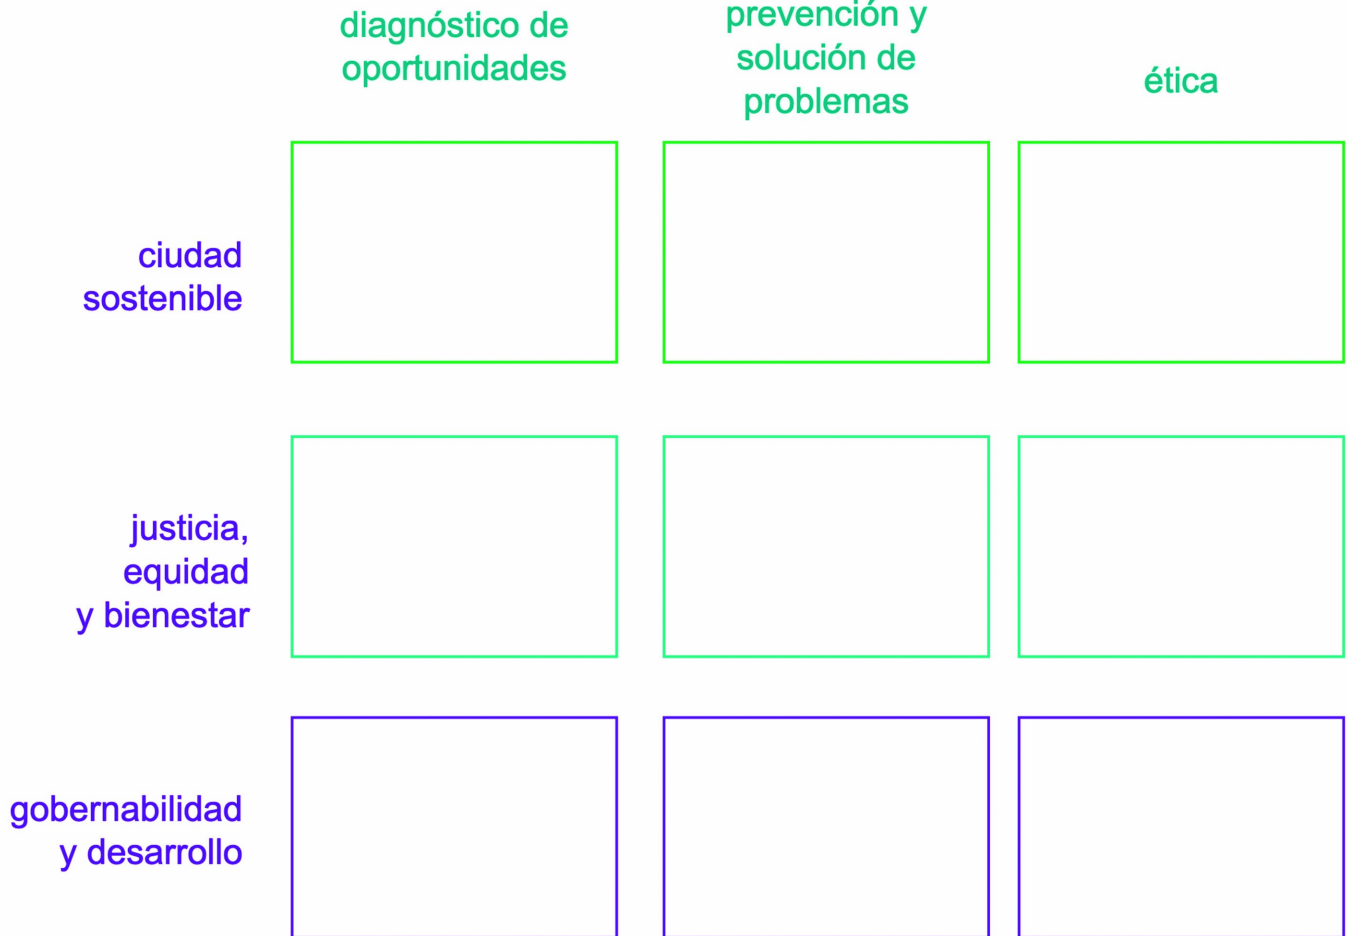 diagnóstico de
oportunidades
prevención y
solución de
problemas
ética
ciudad
sostenible
justicia,
equidad
y bienestar
gobernabilidad
y desarrollo